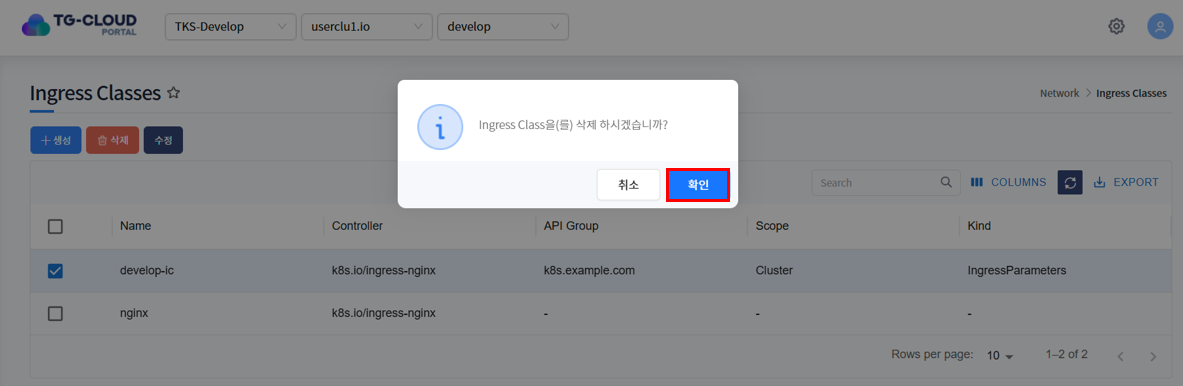 TG-CLOUD
PORTAL
TKS-Develop
userclu1.io
develop
Ingress Classes
Network > Ingress Classes
생성
삭제
수정
Ingress Class을(를) 삭제 하시겠습니까?
취소
확인
Search
COLUMNS
EXPORT
Name Controller API Group Scope Kind
develop-ic k8s.io/ingress-nginx k8s.example.com Cluster IngressParameters
nginx k8s.io/ingress-nginx - - -
Rows per page: 10 1–2 of 2